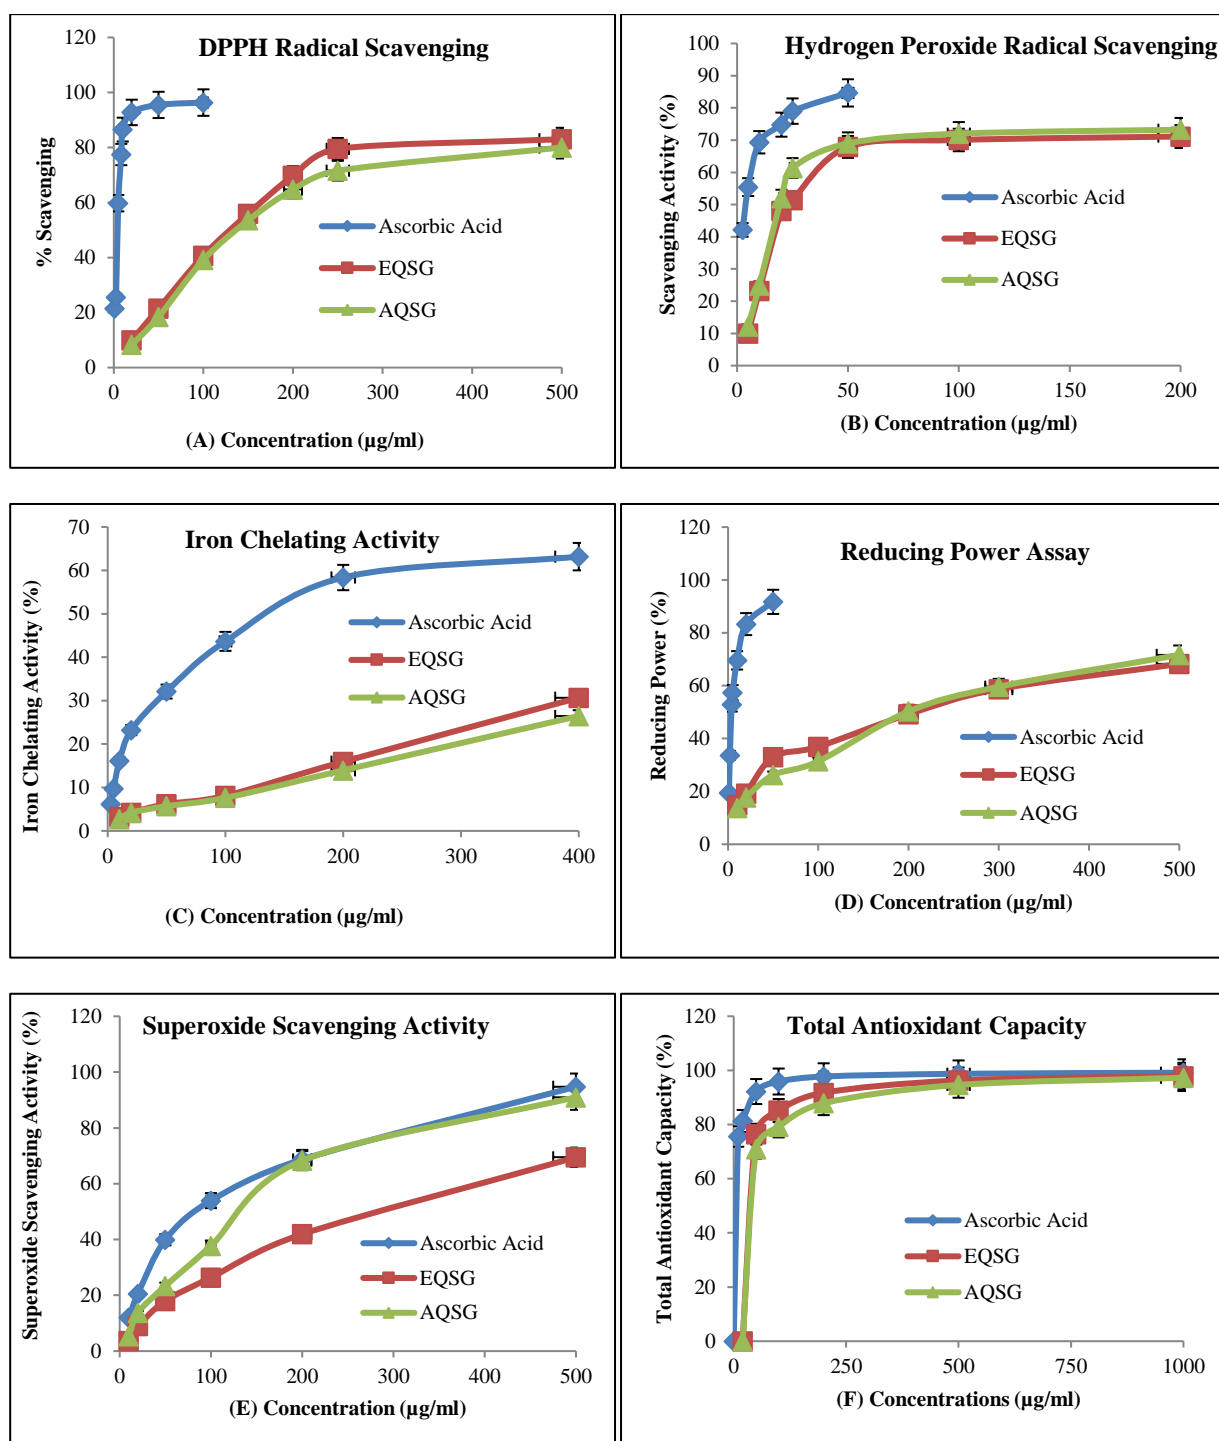 DPPH Radical Scavenging
120
100
80
60
40
20
0
% Scavenging
Ascorbic Acid
EQSG
AQSG
0 100 200 300 400 500
(A) Concentration (µg/ml)
Hydrogen Peroxide Radical Scavenging
100
90
80
70
60
50
40
30
20
10
0
Scavenging Activity (%)
Ascorbic Acid
EQSG
AQSG
0 50 100 150 200
(B) Concentration (µg/ml)
Iron Chelating Activity
70
60
50
40
30
20
10
0
Iron Chelating Activity (%)
Ascorbic Acid
EQSG
AQSG
0 100 200 300 400
(C) Concentration (µg/ml)
Reducing Power Assay
120
100
80
60
40
20
0
Reducing Power (%)
Ascorbic Acid
EQSG
AQSG
0 100 200 300 400 500
(D) Concentration (µg/ml)
Superoxide Scavenging Activity
120
100
80
60
40
20
0
Superoxide Scavenging Activity (%)
Ascorbic Acid
EQSG
AQSG
0 100 200 300 400 500
(E) Concentration (µg/ml)
Total Antioxidant Capacity
120
100
80
60
40
20
0
Total Antioxidant Capacity (%)
Ascorbic Acid
EQSG
AQSG
0 250 500 750 1000
(F) Concentrations (µg/ml)